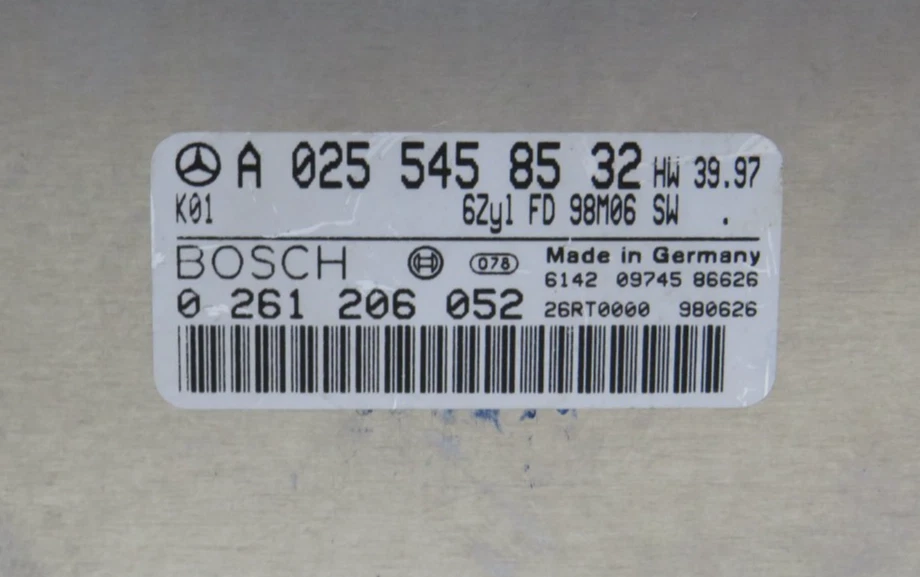 A 025 545 85 32 HW 39.97
K01 6Zyl FD 98M06 SW .
BOSCH 078 Made in Germany
6142 09745 86626
0 261 206 052 26RT0000 980626